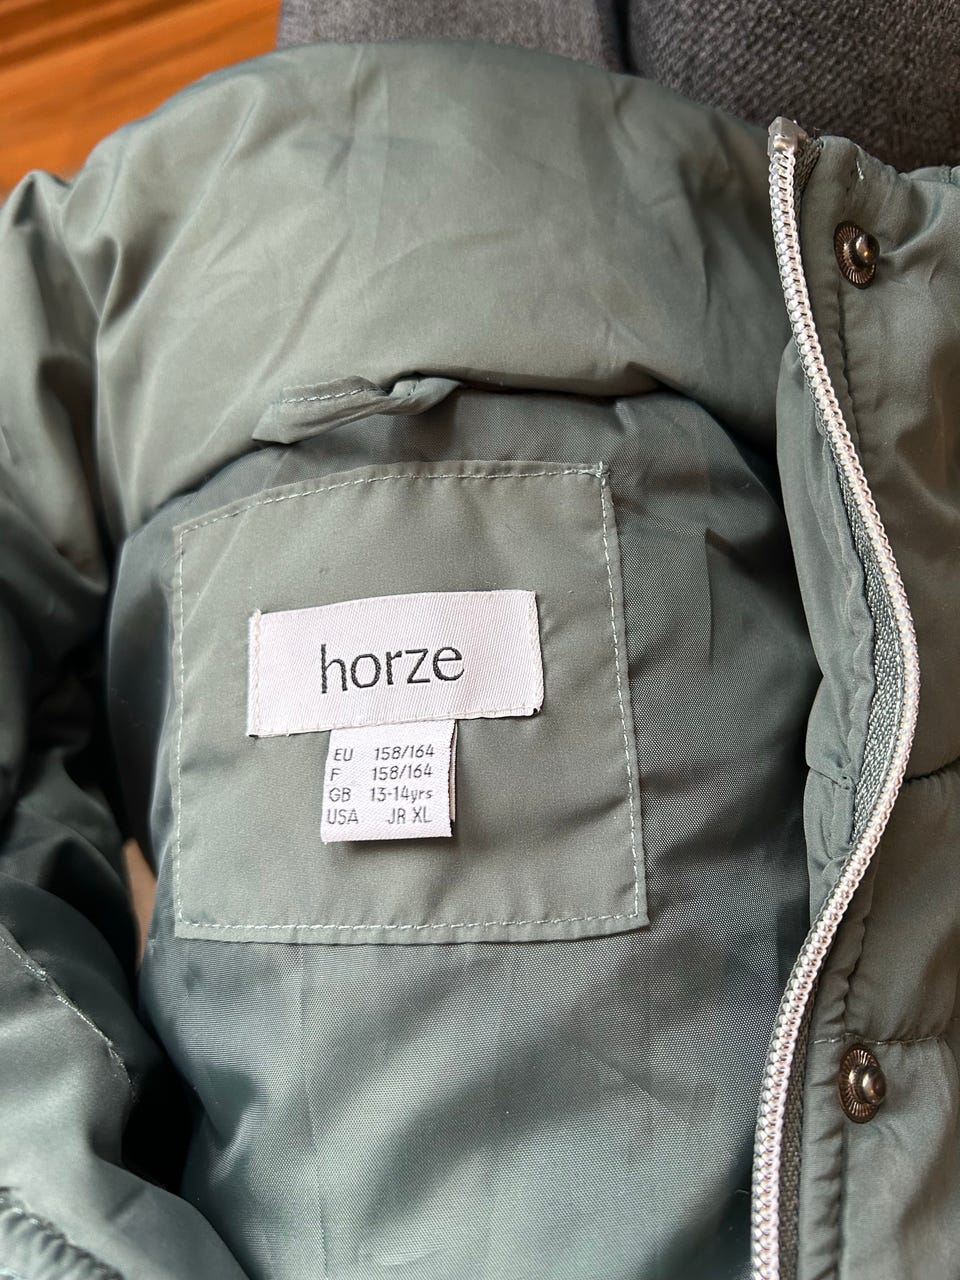 horze
EU 158/164
F 158/164
GB 13-14yrs
USA JR XL